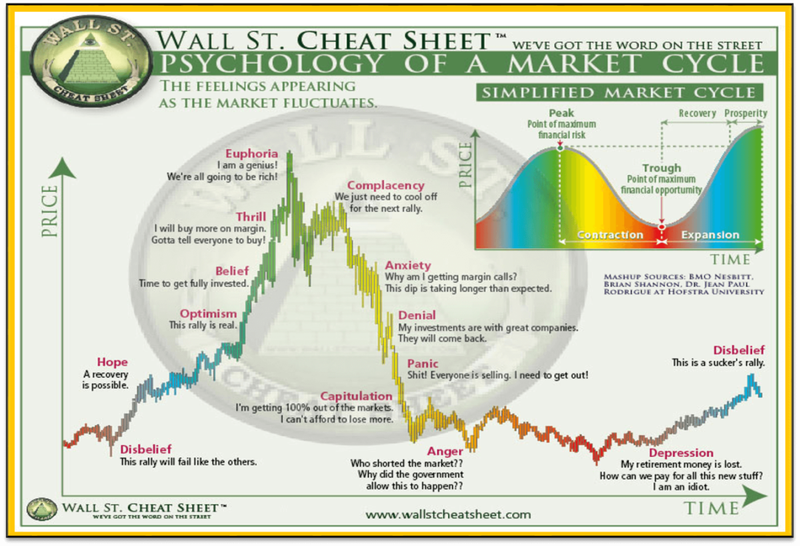 WALL ST.
CHEAT SHEET
WALL ST. CHEAT SHEET™ WE'VE GOT THE WORD ON THE STREET
PSYCHOLOGY OF A MARKET CYCLE
THE FEELINGS APPEARING
AS THE MARKET FLUCTUATES.
SIMPLIFIED MARKET CYCLE
Peak
Point of maximum
financial risk
Recovery
Prosperity
Trough
Point of maximum
financial opportunity
Contraction
Expansion
PRICE
TIME
MASHUP SOURCES: BMO NESBITT,
BRIAN SHANNON, DR. JEAN PAUL
RODRIGUE AT HOFSTRA UNIVERSITY
WALL ST.
CHEAT SHEET
PRICE
Euphoria
I am a genius!
We're all going to be rich!
Complacency
We just need to cool off
for the next rally.
Thrill
I will buy more on margin.
Gotta tell everyone to buy!
Belief
Time to get fully invested.
Anxiety
Why am I getting margin calls?
This dip is taking longer than expected.
Optimism
This rally is real.
Denial
My investments are with great companies.
They will come back.
Hope
A recovery
is possible.
Panic
Shit! Everyone is selling. I need to get out!
Disbelief
This is a sucker's rally.
Capitulation
I'm getting 100% out of the markets.
I can't afford to lose more.
Disbelief
This rally will fail like the others.
Anger
Who shorted the market??
Why did the government
allow this to happen??
Depression
My retirement money is lost.
How can we pay for all this new stuff?
I am an idiot.
WALL ST. CHEAT SHEET™
WE'VE GOT THE WORD ON THE STREET
www.wallstcheatsheet.com
TIME